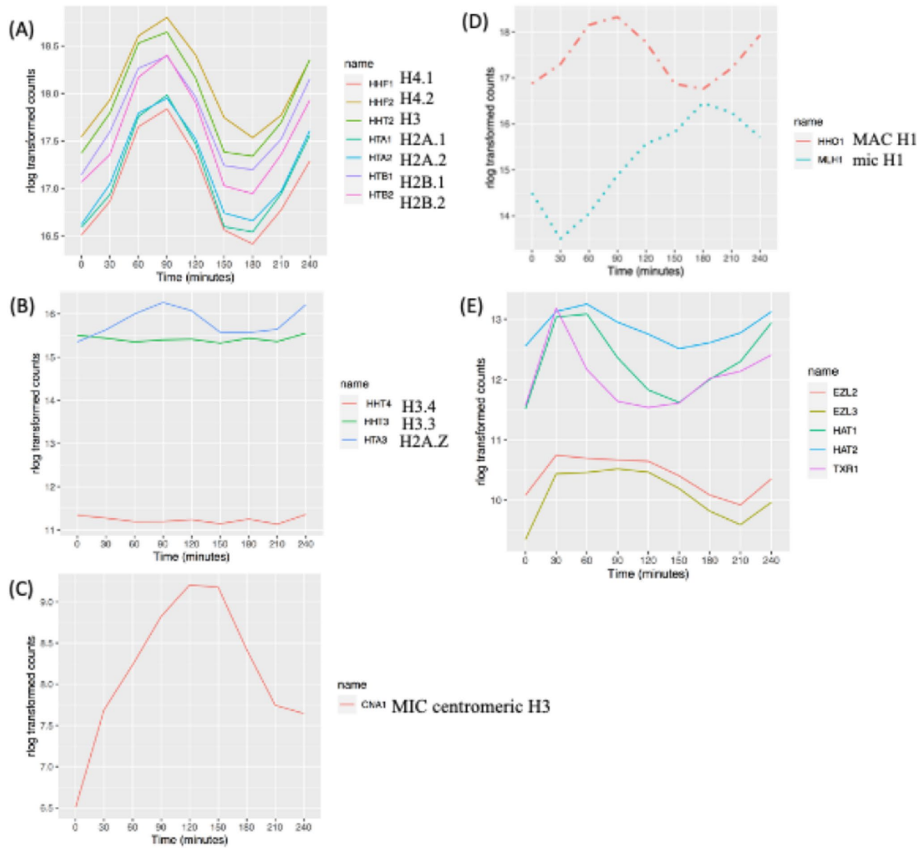 (A)
rlog transformed counts
18.5
18.0
17.5
17.0
16.5
0 30 60 90 120 150 180 210 240
Time (minutes)
name
HHF1 H4.1
HHF2 H4.2
HHT2 H3
HTA1 H2A.1
HTA2 H2A.2
HTB1 H2B.1
HTB2 H2B.2
(B)
rlog transformed counts
16
15
14
13
12
11
0 30 60 90 120 150 180 210 240
Time (minutes)
name
HHT4 H3.4
HHT3 H3.3
HTA3 H2A.Z
(C)
rlog transformed counts
9.0
8.5
8.0
7.5
7.0
6.5
0 30 60 90 120 150 180 210 240
Time (minutes)
name
CNA1 MIC centromeric H3
(D)
rlog transformed counts
18
17
16
15
14
0 30 60 90 120 150 180 210 240
Time (minutes)
name
HHO1 MAC H1
MLH1 mic H1
(E)
rlog transformed counts
13
12
11
10
0 30 60 90 120 150 180 210 240
Time (minutes)
name
EZL2
EZL3
HAT1
HAT2
TXR1